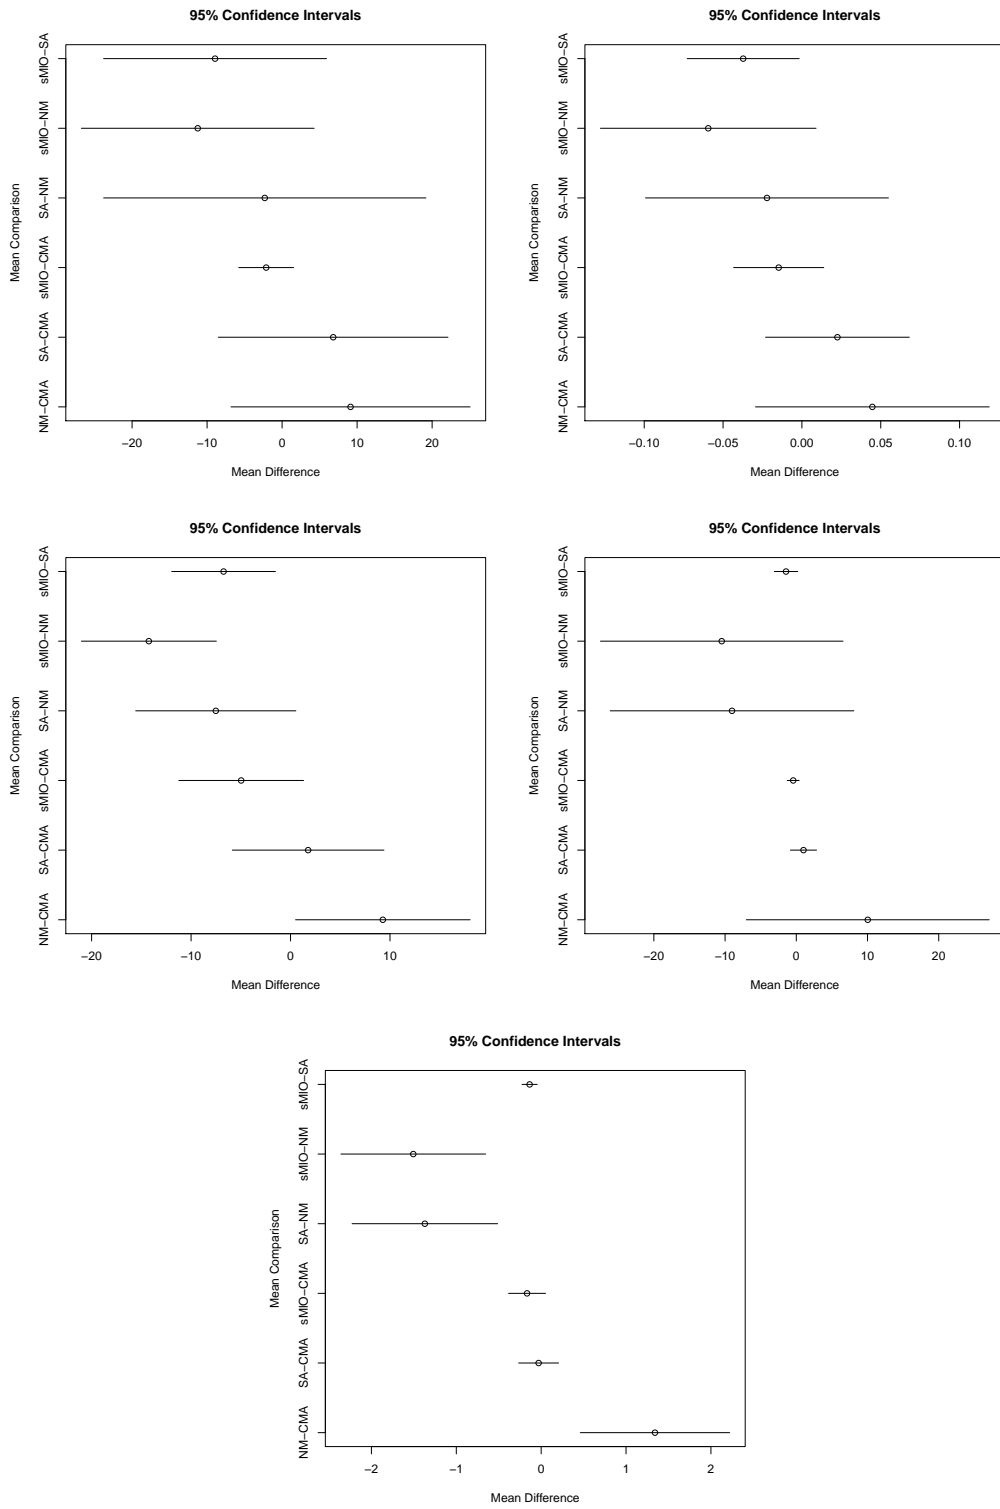 95% Confidence Intervals
Mean Comparison
sMIO−SA
sMIO−NM
SA−NM
sMIO−CMA
SA−CMA
NM−CMA
−20 −10 0 10 20
Mean Difference
95% Confidence Intervals
Mean Comparison
sMIO−SA
sMIO−NM
SA−NM
sMIO−CMA
SA−CMA
NM−CMA
−0.10 −0.05 0.00 0.05 0.10
Mean Difference
95% Confidence Intervals
Mean Comparison
sMIO−SA
sMIO−NM
SA−NM
sMIO−CMA
SA−CMA
NM−CMA
−20 −10 0 10
Mean Difference
95% Confidence Intervals
Mean Comparison
sMIO−SA
sMIO−NM
SA−NM
sMIO−CMA
SA−CMA
NM−CMA
−20 −10 0 10 20
Mean Difference
95% Confidence Intervals
Mean Comparison
sMIO−SA
sMIO−NM
SA−NM
sMIO−CMA
SA−CMA
NM−CMA
−2 −1 0 1 2
Mean Difference